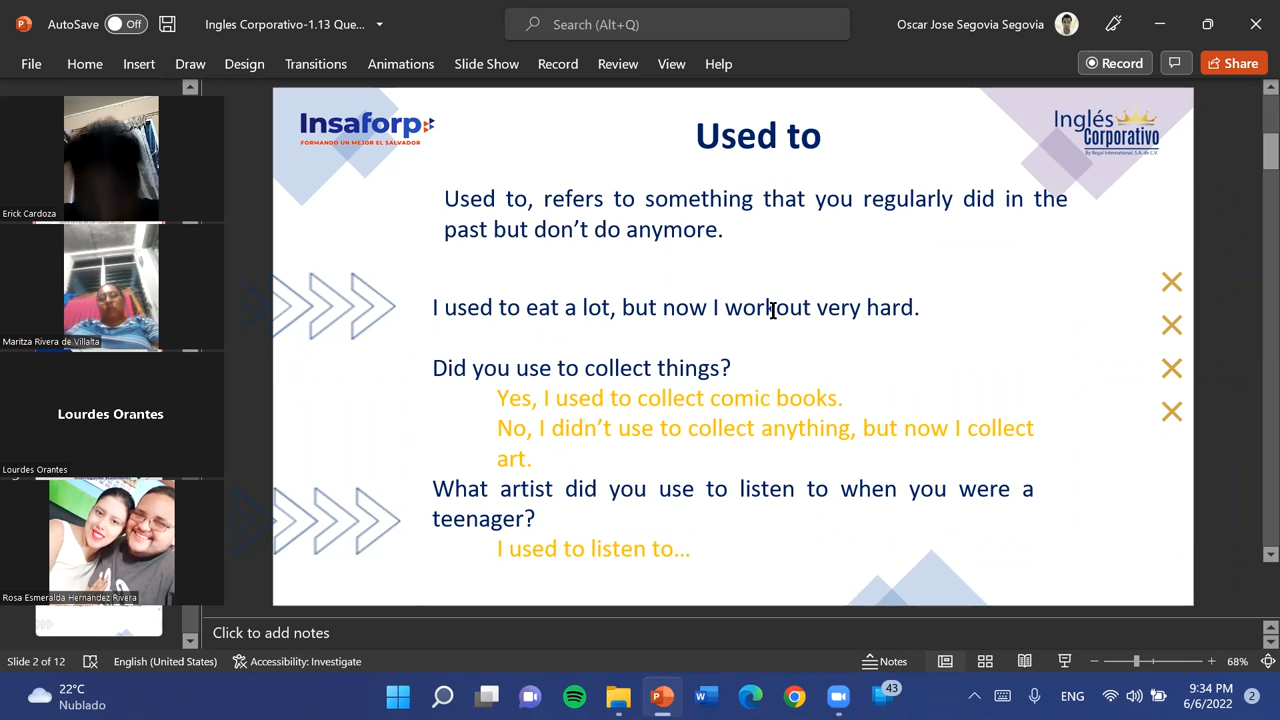 AutoSave Off Ingles Corporativo-1.13 Que... Search (Alt+Q) Oscar Jose Segovia Segovia
File Home Insert Draw Design Transitions Animations Slide Show Record Review View Help Record Share
Erick Cardoza
Maritza Rivera de Villalta
Lourdes Orantes
Lourdes Orantes
Rosa Esmeralda Hernández Rivera
Insaforp
FORMANDO UN MEJOR EL SALVADOR
Used to
Inglés
Corporativo
By Regal International, S.A. de C.V.
Used to, refers to something that you regularly did in the
past but don’t do anymore.
I used to eat a lot, but now I workout very hard.
Did you use to collect things?
Yes, I used to collect comic books.
No, I didn’t use to collect anything, but now I collect
art.
What artist did you use to listen to when you were a
teenager?
I used to listen to...
Click to add notes
Slide 2 of 12 English (United States) Accessibility: Investigate Notes 68%
22°C
Nublado
43
ENG
9:34 PM
6/6/2022
2